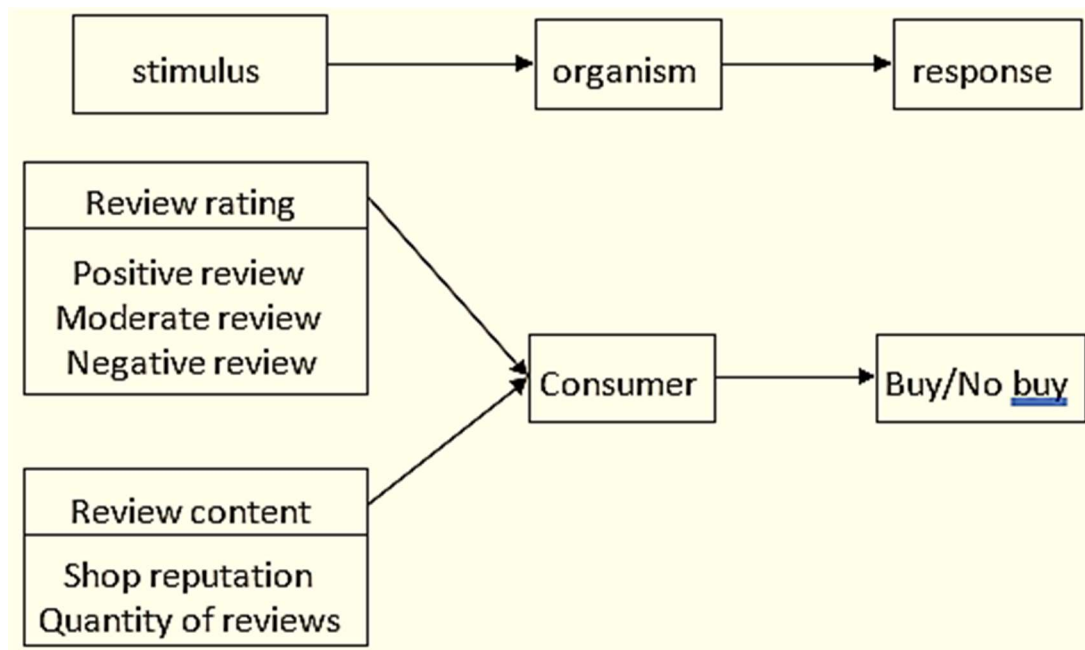 stimulus
organism
response
Review rating
Positive review
Moderate review
Negative review
Consumer
Buy/No buy
Review content
Shop reputation
Quantity of reviews